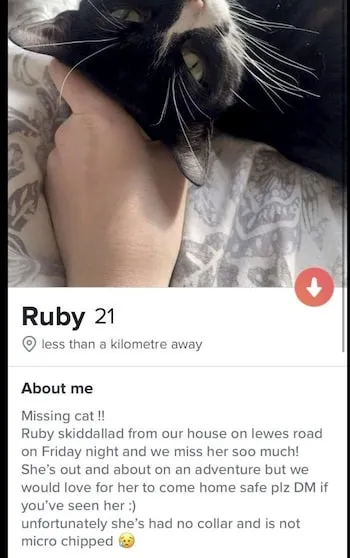 Ruby 21
less than a kilometre away
About me
Missing cat !!
Ruby skiddallad from our house on lewes road
on Friday night and we miss her soo much!
She's out and about on an adventure but we
would love for her to come home safe plz DM if
you've seen her :)
unfortunately she's had no collar and is not
micro chipped 😥